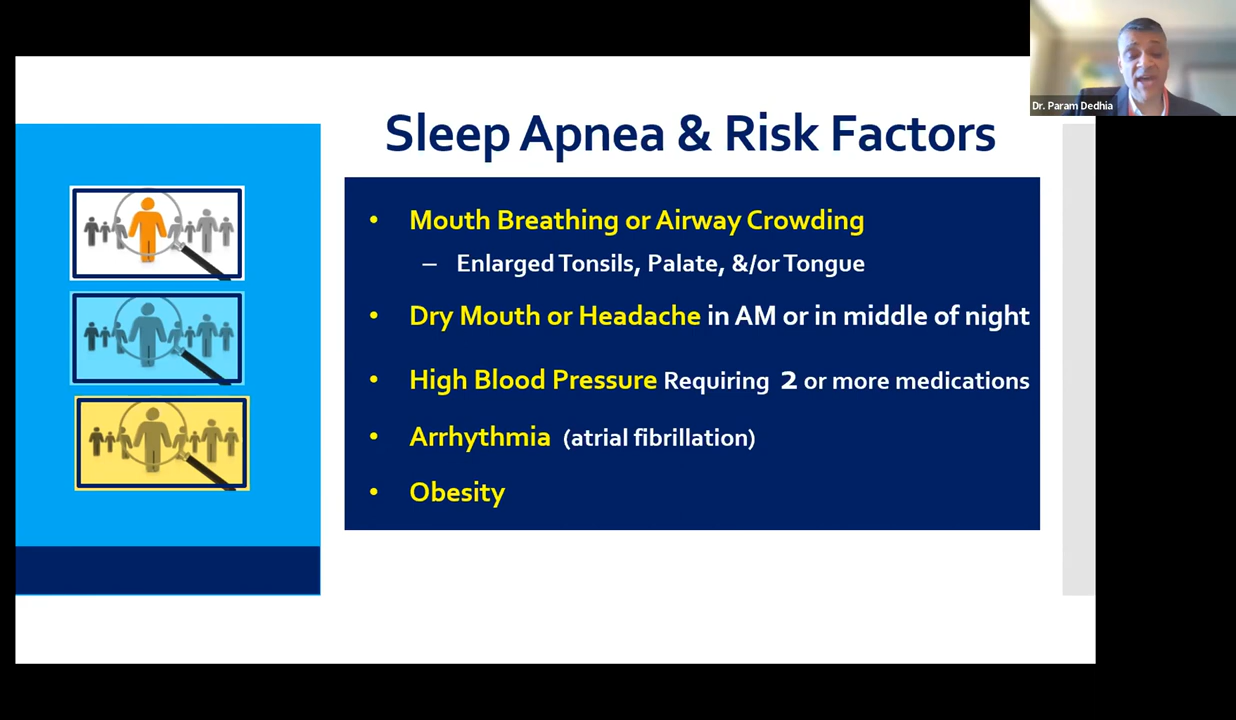 Dr. Param Dedhia
Sleep Apnea & Risk Factors
• Mouth Breathing or Airway Crowding
– Enlarged Tonsils, Palate, &/or Tongue
• Dry Mouth or Headache in AM or in middle of night
• High Blood Pressure Requiring 2 or more medications
• Arrhythmia (atrial fibrillation)
• Obesity